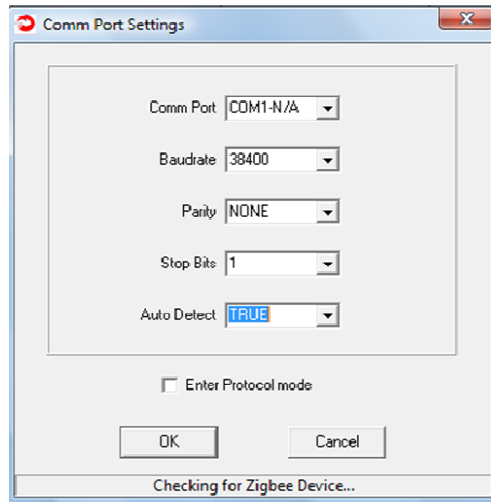 Comm Port Settings
Comm Port COM1-N/A
Baudrate 38400
Parity NONE
Stop Bits 1
Auto Detect TRUE
Enter Protocol mode
OK Cancel
Checking for Zigbee Device...